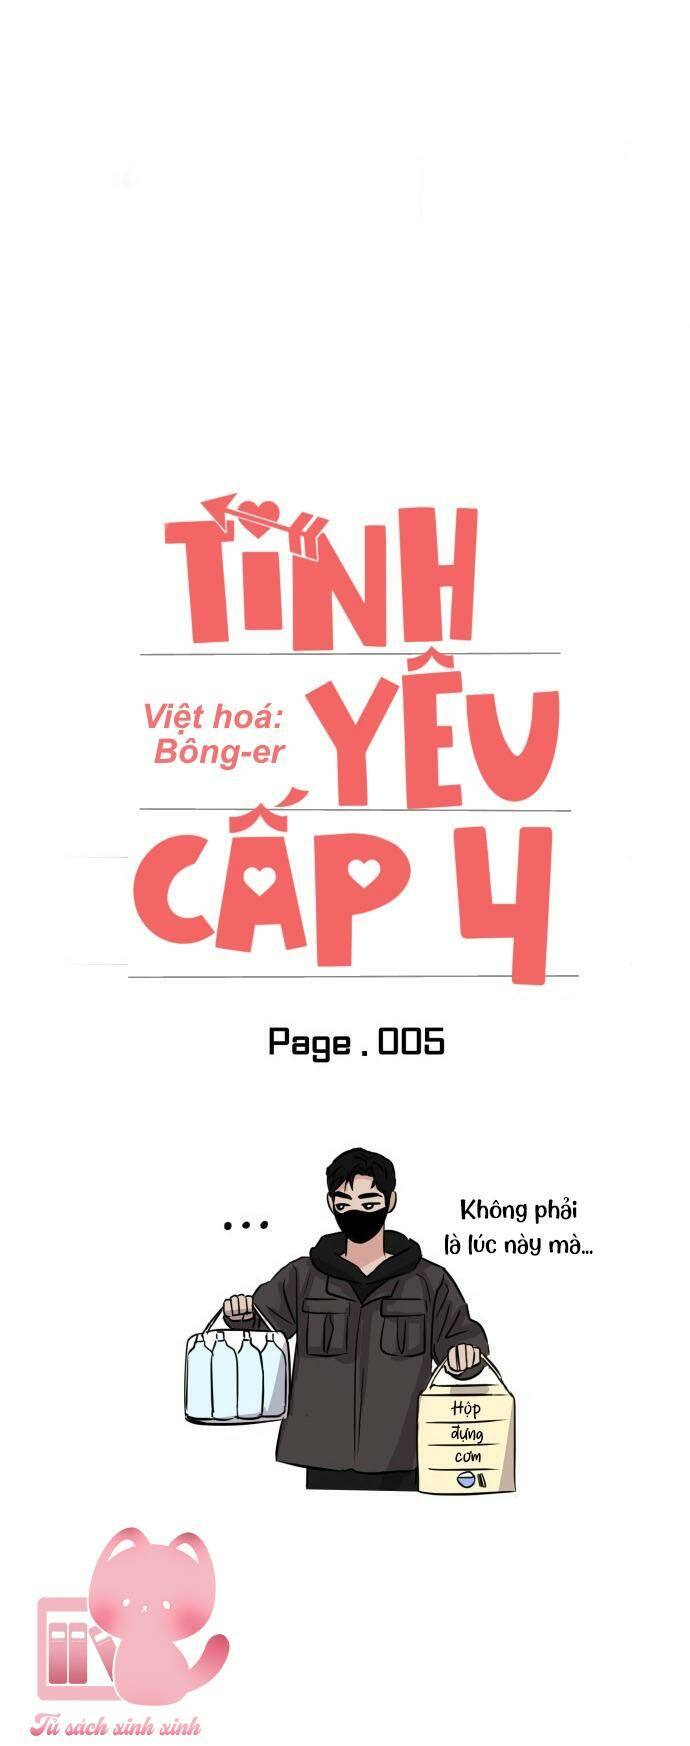 TÌNH
Việt hoá:
Bông-er
YÊU
CẤP 4
Page . 005
...
Không phải
là lúc này mà...
Hộp
đựng
cơm
Tủ sách xinh xinh